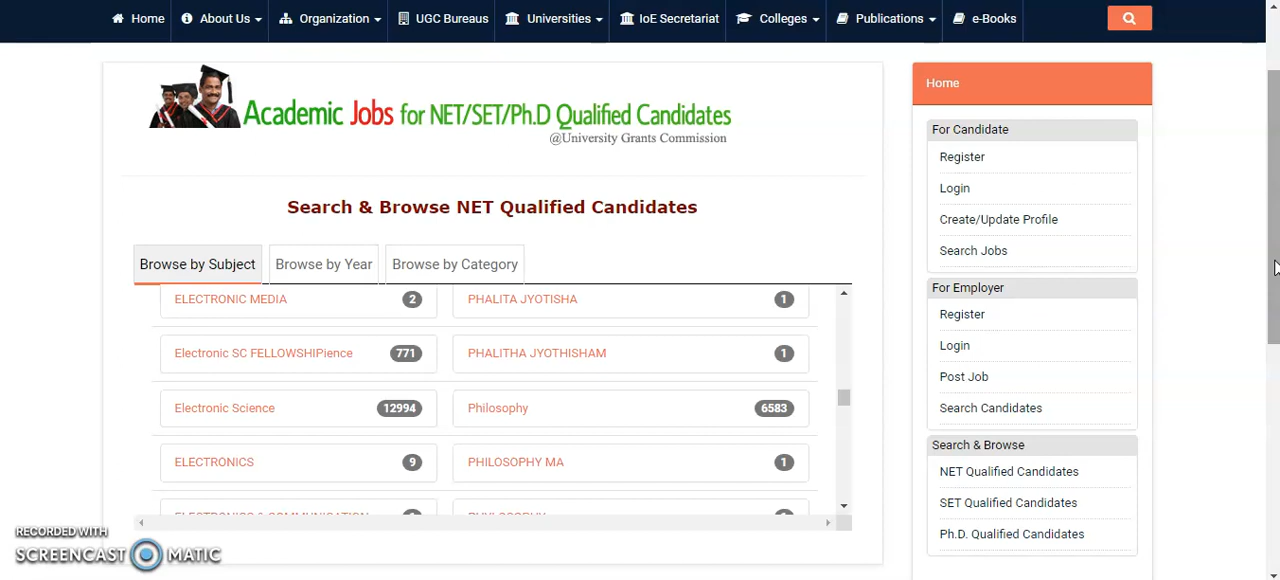 Home About Us Organization UGC Bureaus Universities IoE Secretariat Colleges Publications e-Books
Academic Jobs for NET/SET/Ph.D Qualified Candidates
@University Grants Commission
Search & Browse NET Qualified Candidates
Browse by Subject Browse by Year Browse by Category
ELECTRONIC MEDIA 2 PHALITA JYOTISHA 1
Electronic SC FELLOWSHIPience 771 PHALITHA JYOTHISHAM 1
Electronic Science 12994 Philosophy 6583
ELECTRONICS 9 PHILOSOPHY MA 1
ELECTRONICS & COMMUNICATION
Home
For Candidate
Register
Login
Create/Update Profile
Search Jobs
For Employer
Register
Login
Post Job
Search Candidates
Search & Browse
NET Qualified Candidates
SET Qualified Candidates
Ph.D. Qualified Candidates
RECORDED WITH
SCREENCAST MATIC